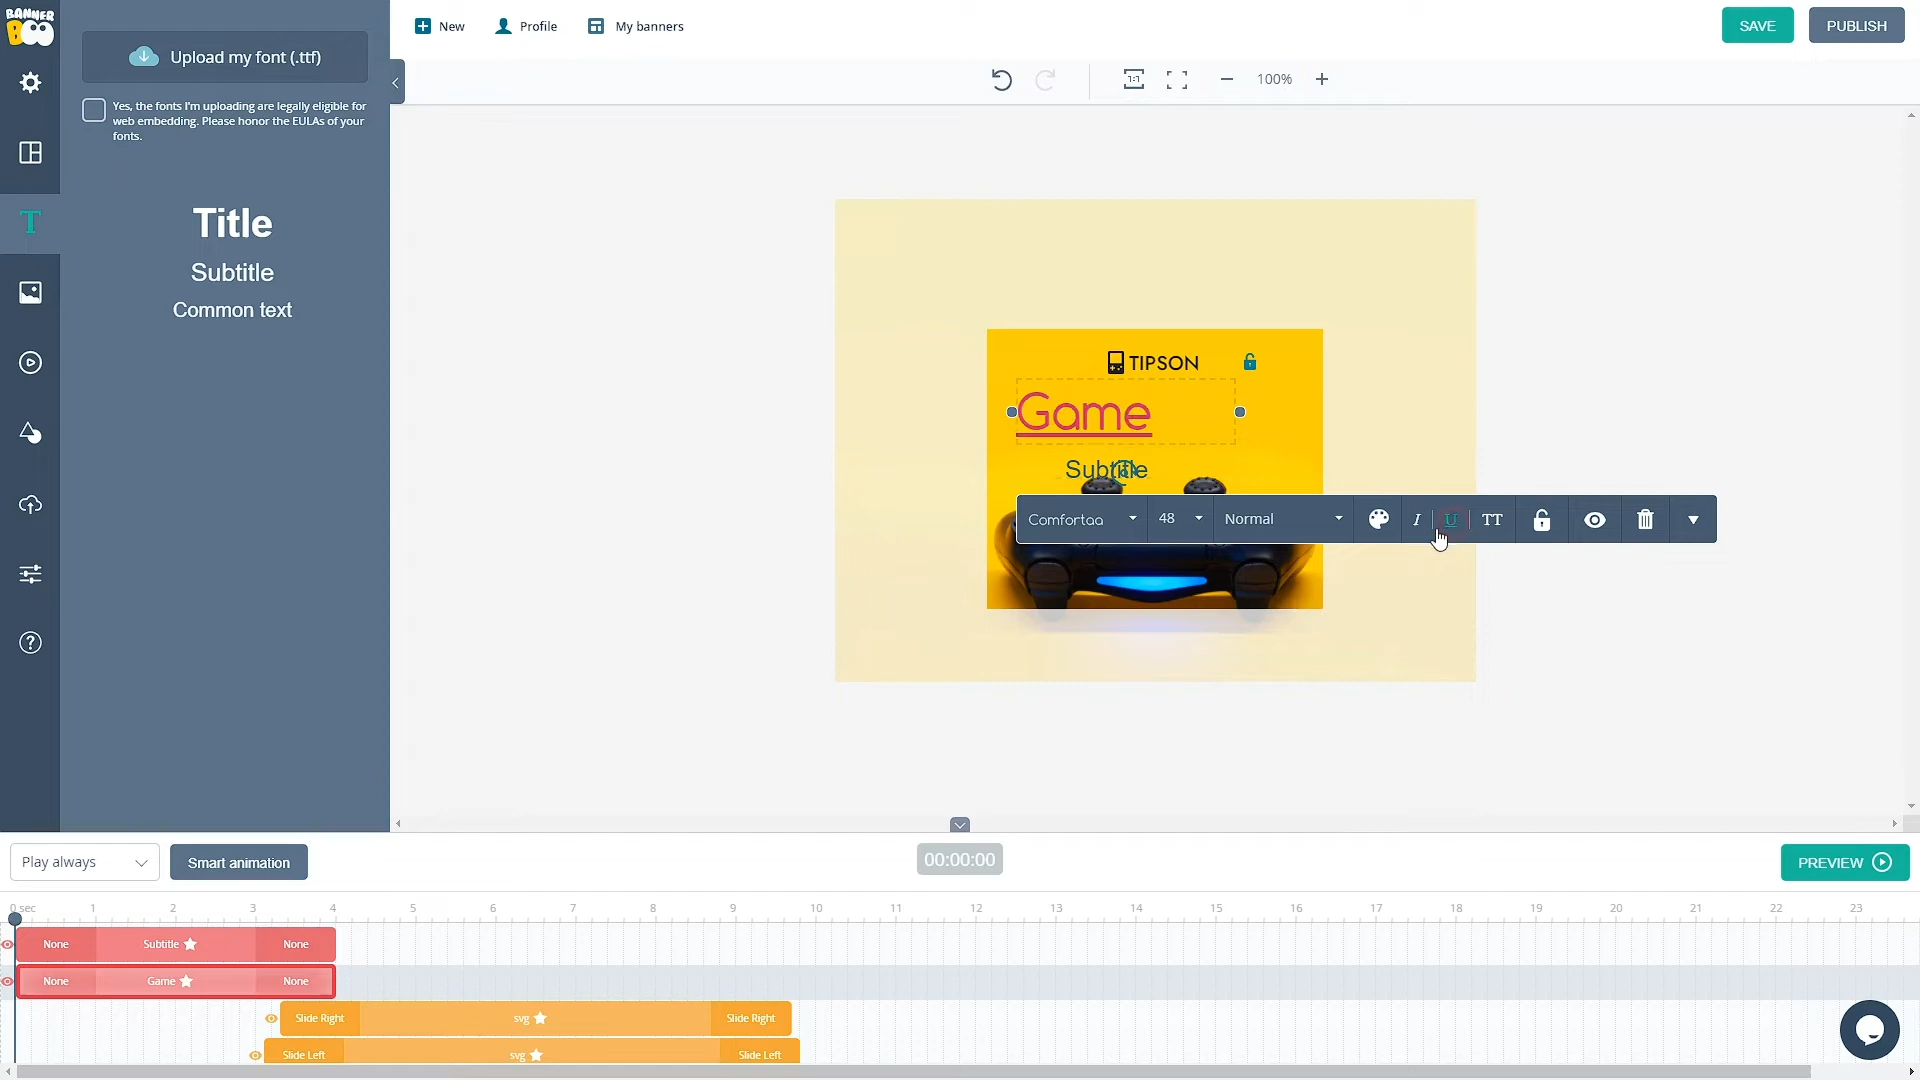 BANNER
BOO
Upload my font (.ttf)
Yes, the fonts I'm uploading are legally eligible for
web embedding. Please honor the EULAs of your
fonts.
Title
Subtitle
Common text
New
Profile
My banners
SAVE
PUBLISH
1:1
100%
TIPSON
Game
Subtitle
Comfortaa
48
Normal
I
U
TT
Play always
Smart animation
00:00:00
PREVIEW
0 sec 1 2 3 4 5 6 7 8 9 10 11 12 13 14 15 16 17 18 19 20 21 22 23
None Subtitle None
None Game None
Slide Right svg Slide Right
Slide Left svg Slide Left